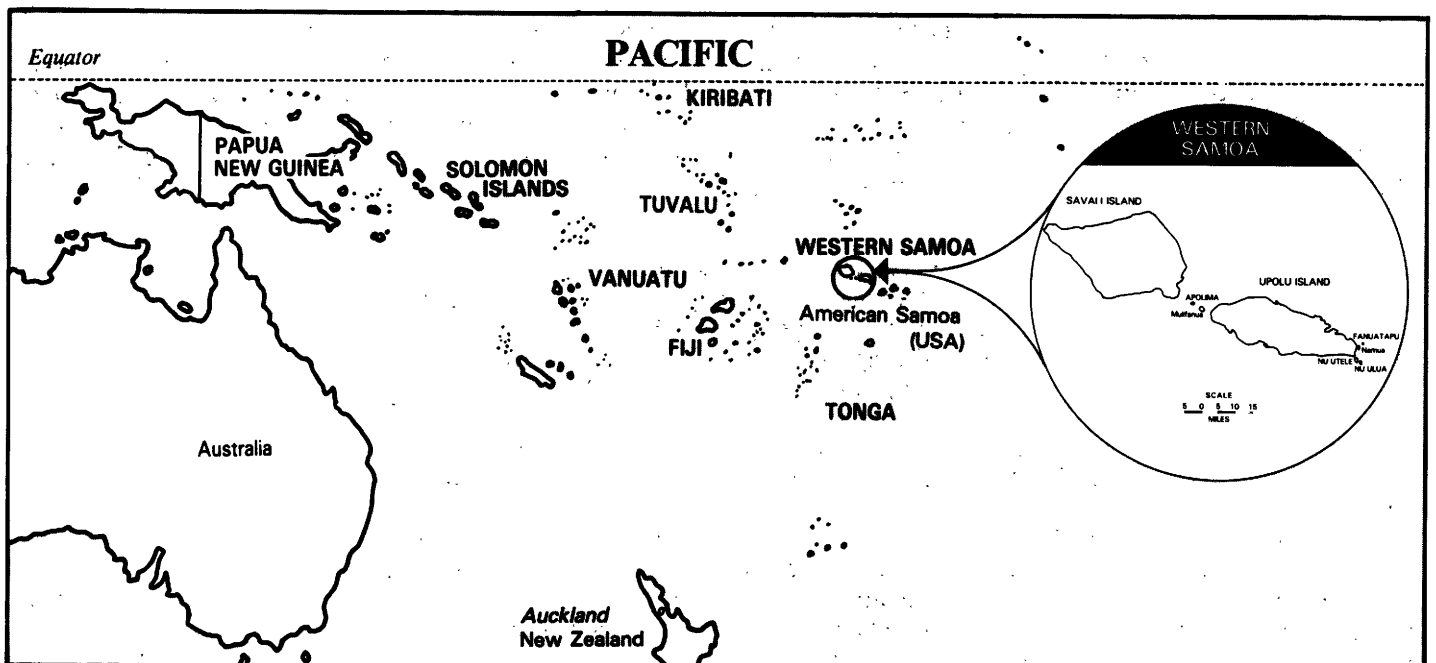 Equator
PACIFIC
KIRIBATI
WESTERN
SAMOA
PAPUA
NEW GUINEA
SOLOMON
ISLANDS
TUVALU
SAVAI I ISLAND
WESTERN SAMOA
VANUATU
UPOLU ISLAND
APOLIMA
Mulifanua
American Samoa
(USA)
FIJI
FANUATAPU
Namua
NU UTELE
NU ULUA
SCALE
5 0 5 10 15
MILES
TONGA
Australia
Auckland
New Zealand